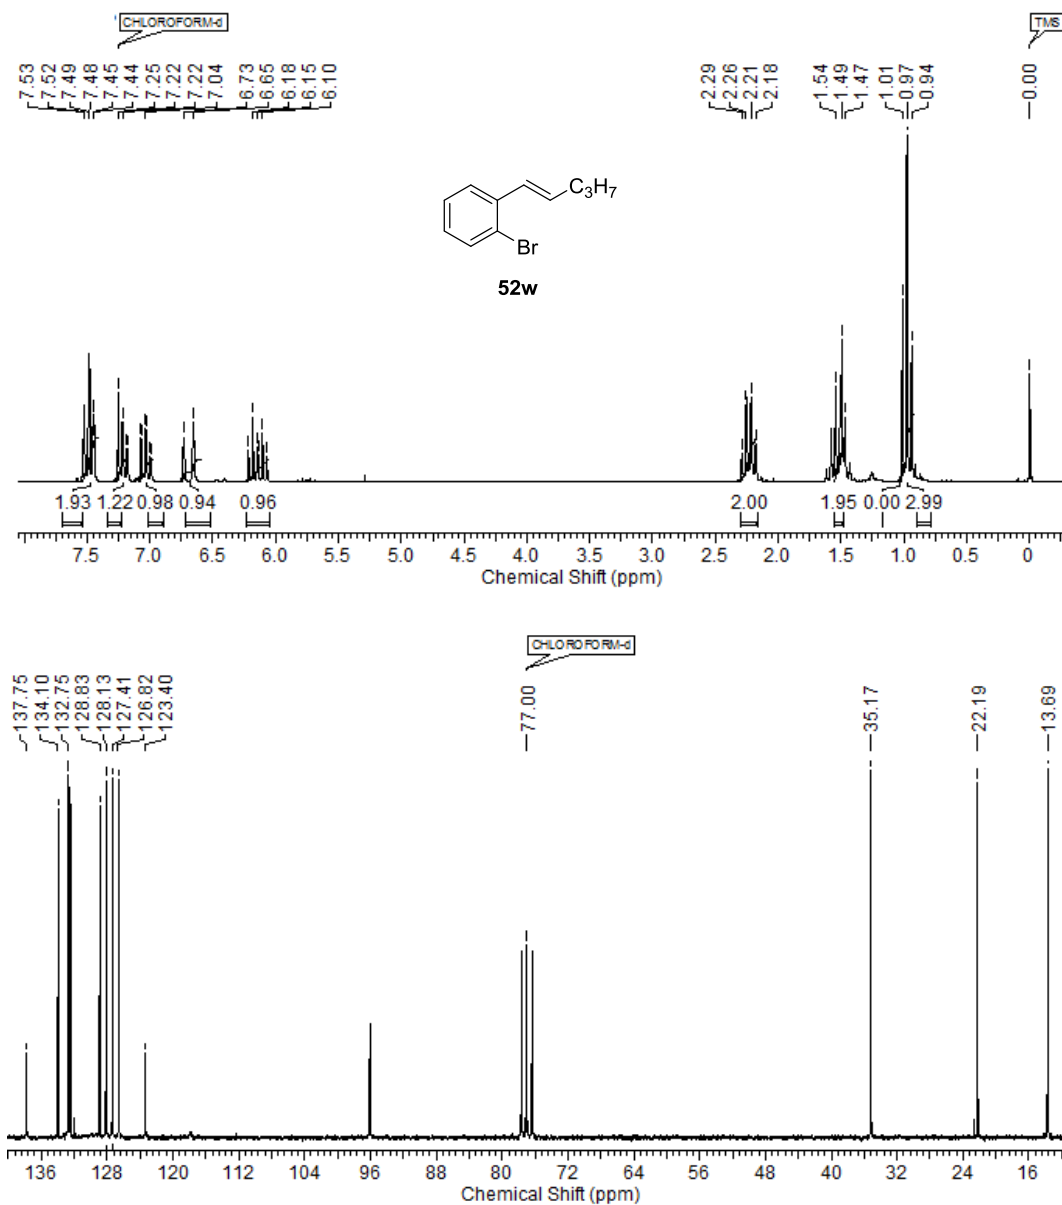 CHLOROFORM-d
TMS
7.53 7.52 7.49 7.48 7.45 7.44 7.25 7.22 7.22 7.04 6.73 6.65 6.18 6.15 6.10 2.29 2.26 2.21 2.18 1.54 1.49 1.47 1.01 0.97 0.94 0.00
C3H7
Br
52w
1.93 1.22 0.98 0.94 0.96 2.00 1.95 0.00 2.99
7.5 7.0 6.5 6.0 5.5 5.0 4.5 4.0 3.5 3.0 2.5 2.0 1.5 1.0 0.5 0
Chemical Shift (ppm)
CHLOROFORM-d
137.75 134.10 132.75 128.83 128.13 127.41 126.82 123.40 77.00 35.17 22.19 13.69
136 128 120 112 104 96 88 80 72 64 56 48 40 32 24 16
Chemical Shift (ppm)